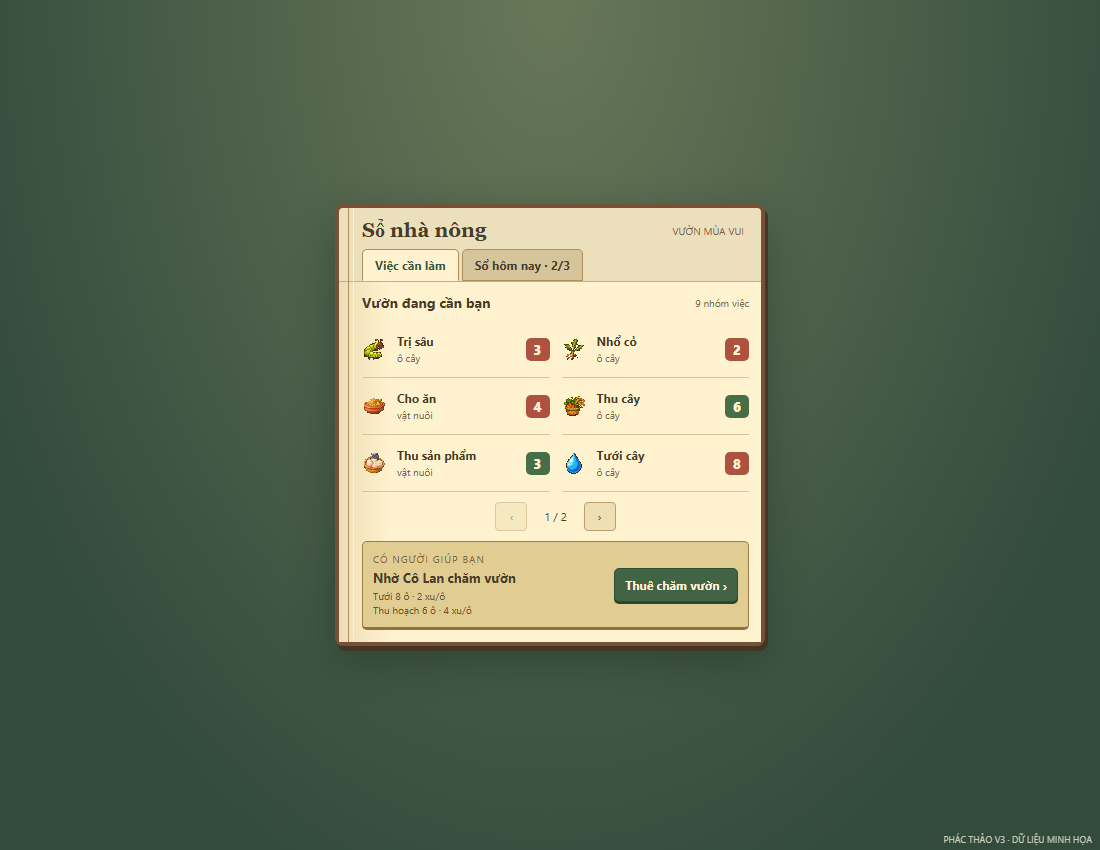 Sổ nhà nông
VƯỜN MÙA VUI
Việc cần làm
Sổ hôm nay · 2/3
Vườn đang cần bạn
9 nhóm việc
Trị sâu
ô cây
3
Nhổ cỏ
ô cây
2
Cho ăn
vật nuôi
4
Thu cây
ô cây
6
Thu sản phẩm
vật nuôi
3
Tưới cây
ô cây
8
‹
1 / 2
›
CÓ NGƯỜI GIÚP BẠN
Nhờ Cô Lan chăm vườn
Tưới 8 ô · 2 xu/ô
Thu hoạch 6 ô · 4 xu/ô
Thuê chăm vườn ›
PHÁC THẢO V3 · DỮ LIỆU MINH HỌA